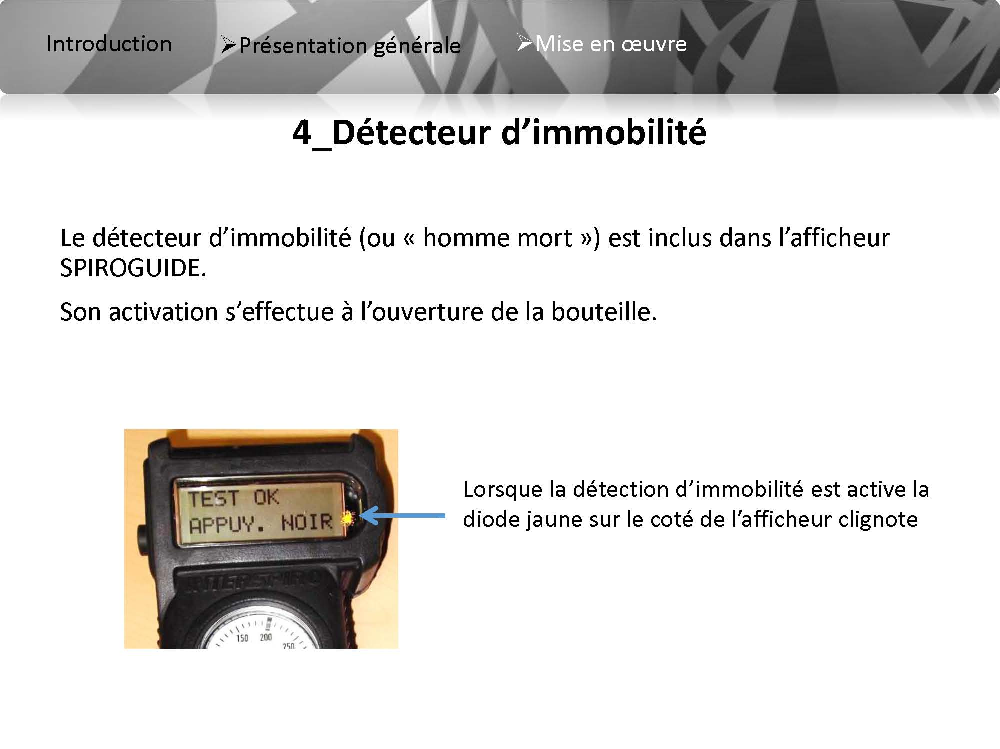 Introduction
➢Présentation générale
➢Mise en œuvre
4_Détecteur d’immobilité
Le détecteur d’immobilité (ou « homme mort ») est inclus dans l’afficheur
SPIROGUIDE.
Son activation s’effectue à l’ouverture de la bouteille.
TEST OK
APPUY. NOIR
INTERSPIRO
150 200 250
Lorsque la détection d’immobilité est active la
diode jaune sur le coté de l’afficheur clignote